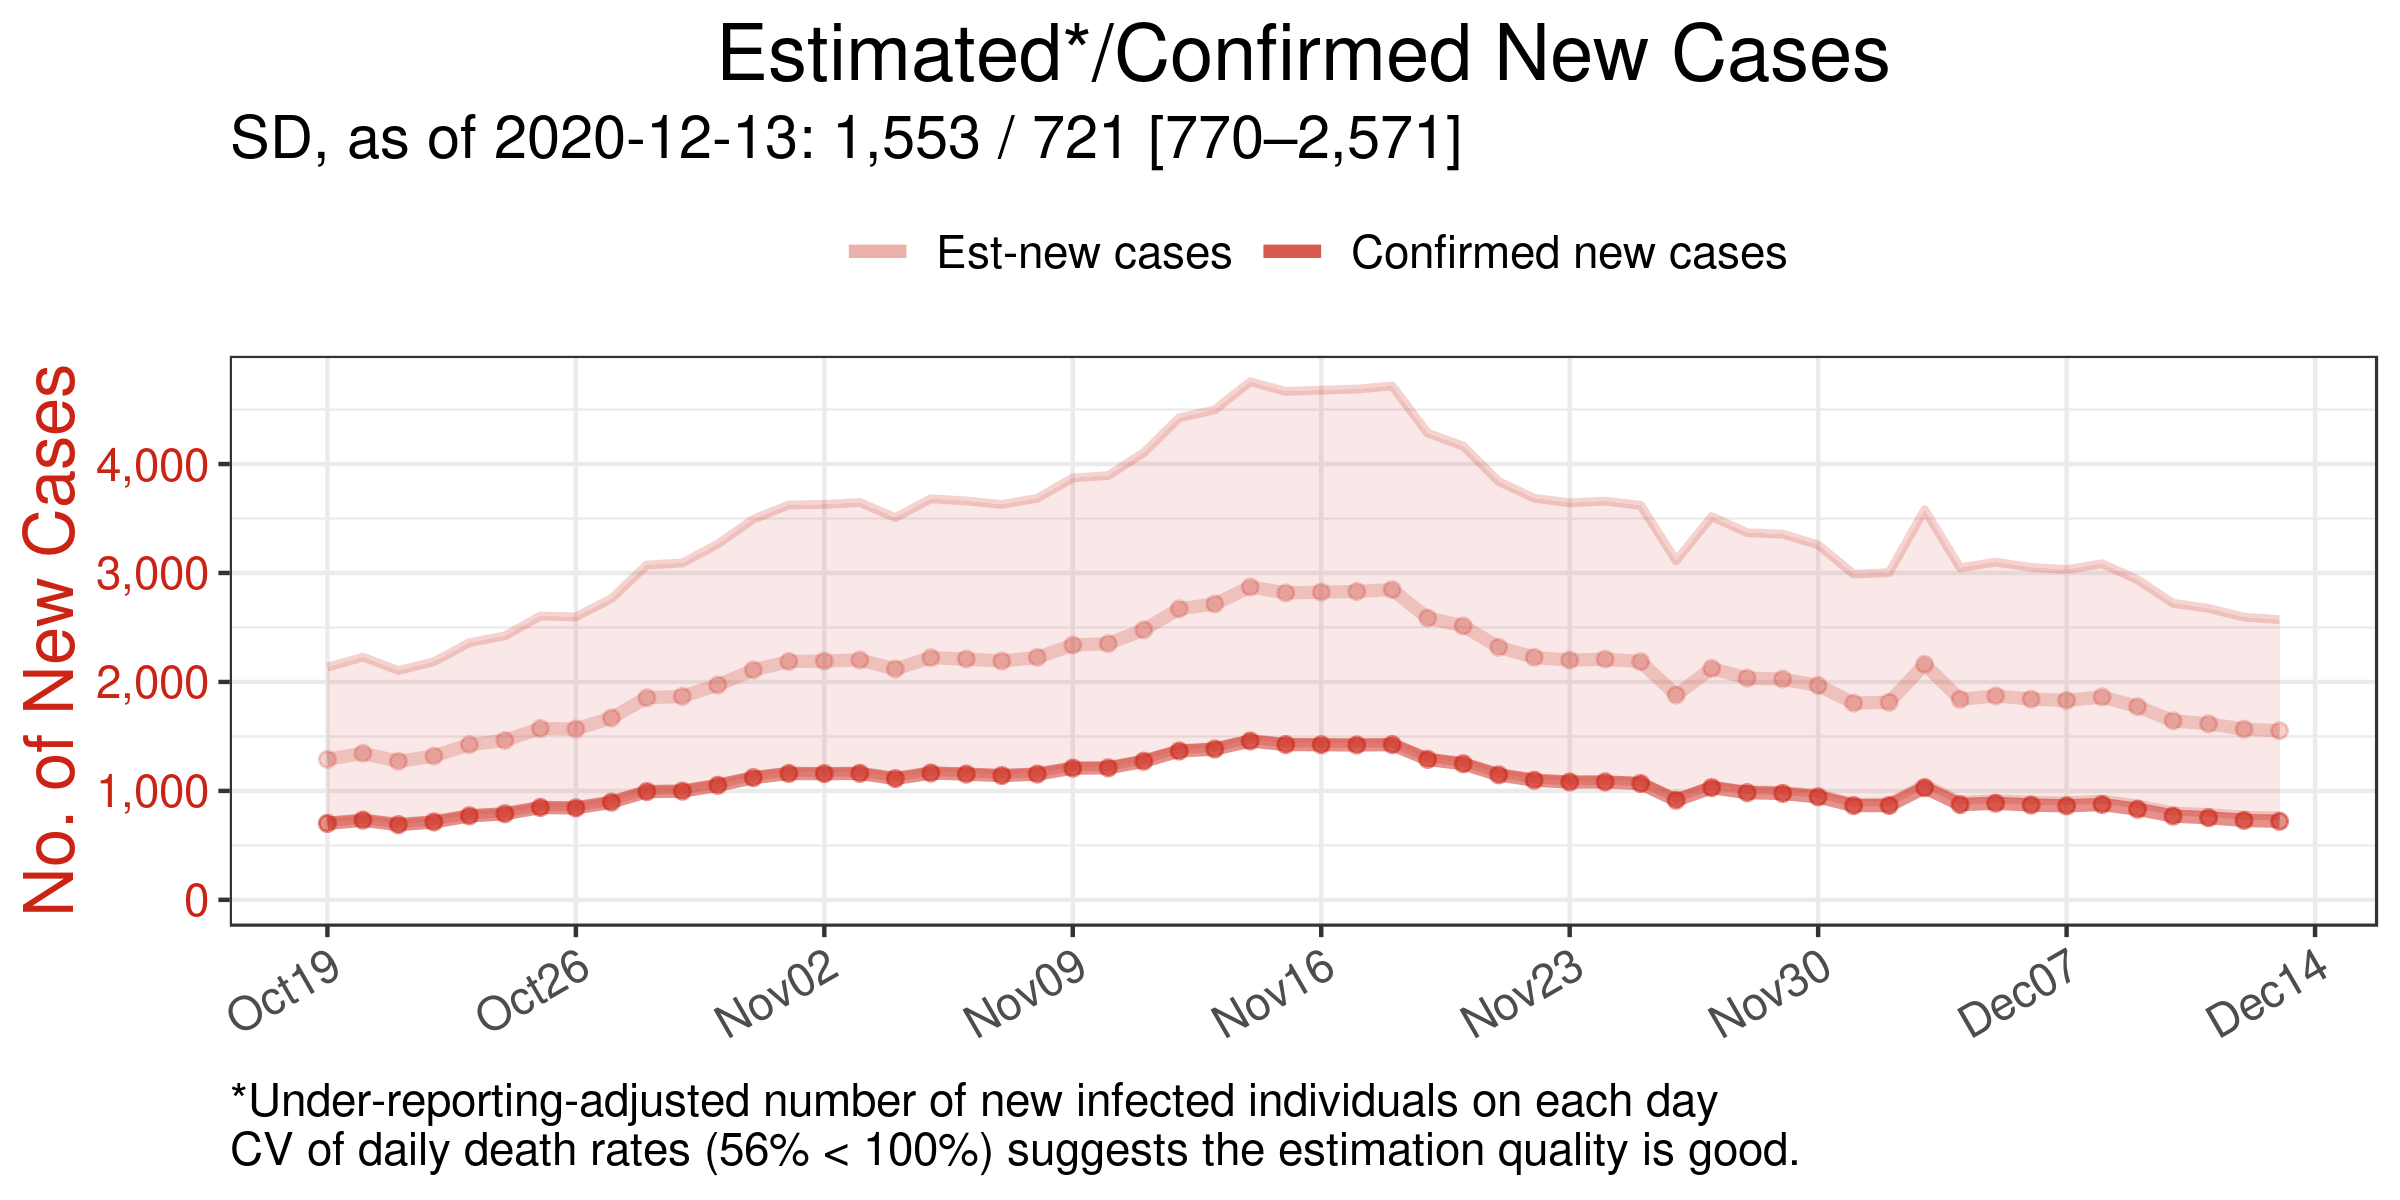 Estimated*/Confirmed New Cases
SD, as of 2020-12-13: 1,553 / 721 [770–2,571]
Est-new cases Confirmed new cases
No. of New Cases
4,000
3,000
2,000
1,000
0
Oct19 Oct26 Nov02 Nov09 Nov16 Nov23 Nov30 Dec07 Dec14
*Under-reporting-adjusted number of new infected individuals on each day
CV of daily death rates (56% < 100%) suggests the estimation quality is good.